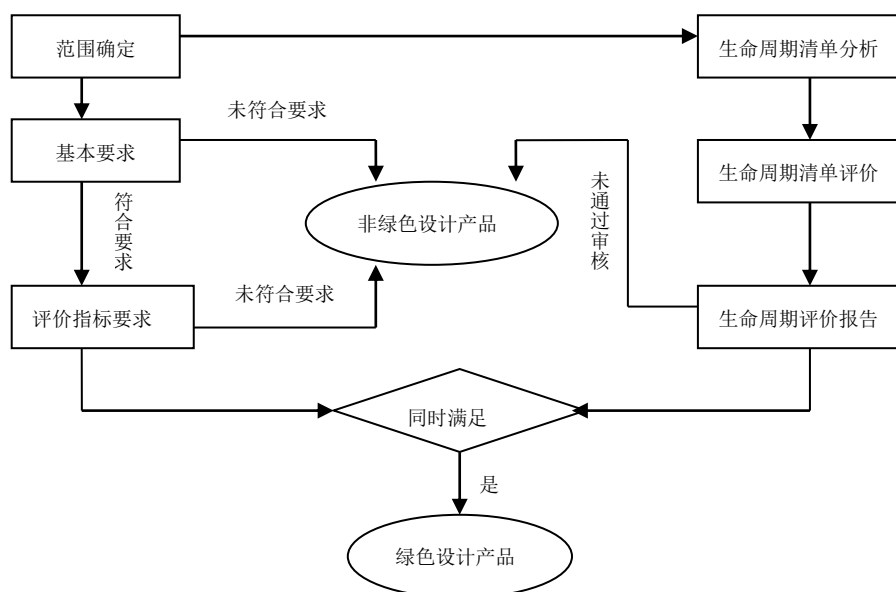 范围确定
生命周期清单分析
未符合要求
基本要求
生命周期清单评价
符合要求
未通过审核
非绿色设计产品
未符合要求
评价指标要求
生命周期评价报告
同时满足
是
绿色设计产品